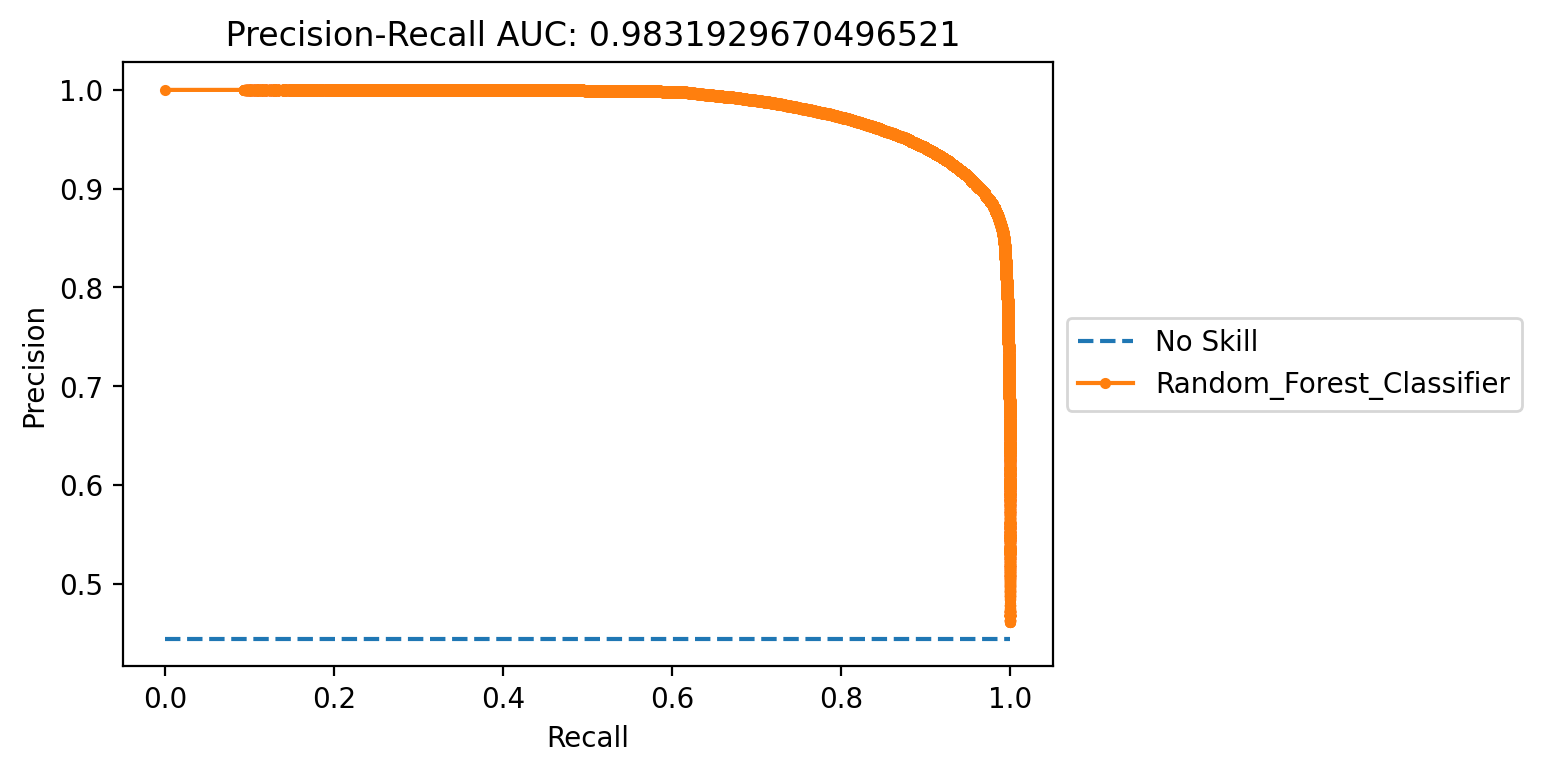 Precision-Recall AUC: 0.9831929670496521
1.0
0.9
0.8
0.7
0.6
0.5
Precision
0.0 0.2 0.4 0.6 0.8 1.0
Recall
No Skill
Random_Forest_Classifier